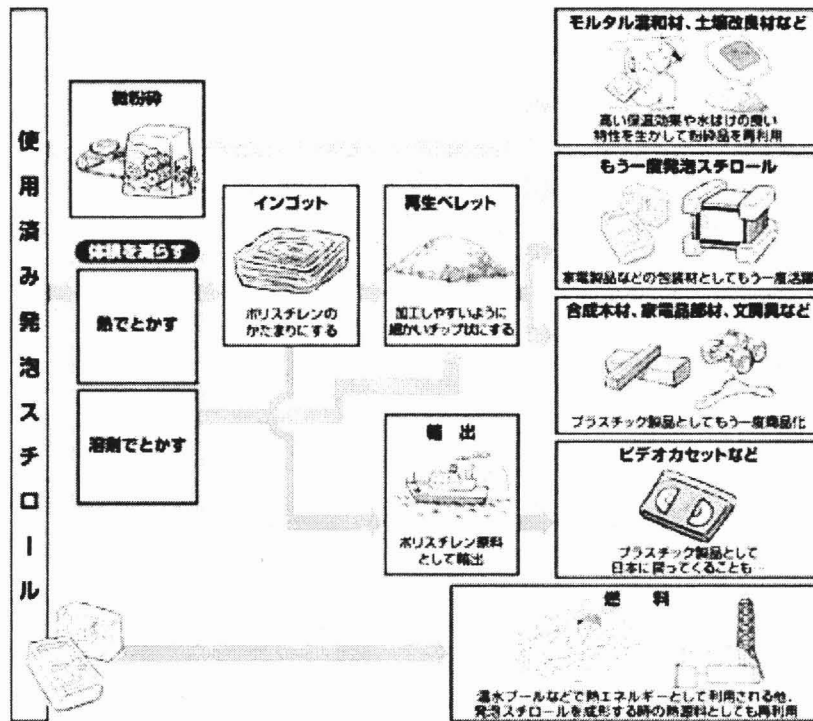 使用済み発泡スチロール
微粉砕
体積を減らす
熱でとかす
溶剤でとかす
インゴット
ポリスチレンの
かたまりにする
再生ペレット
加工しやすいように
細かいチップ状にする
輸出
ポリスチレン原料
として輸出
モルタル混和材、土壌改良材など
高い保温効果や水はけの良い
特性を生かして粉砕品を再利用
もう一度発泡スチロール
家電製品などの包装材としてもう一度活躍
合成木材、家電品部材、文房具など
プラスチック製品としてもう一度商品化
ビデオカセットなど
プラスチック製品として
日本に戻ってくることも…
燃料
温水プールなどで熱エネルギーとして利用される他、
発泡スチロールを成形する時の熱原料としても再利用